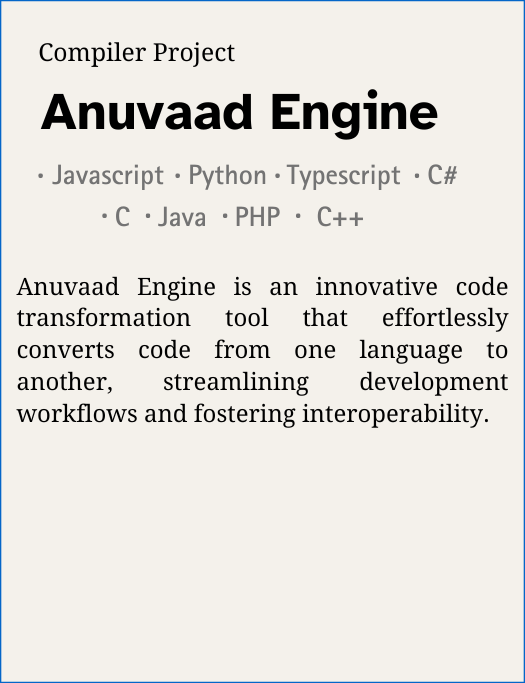 Compiler Project
Anuvaad Engine
· Javascript · Python · Typescript · C#
· C · Java · PHP · C++
Anuvaad Engine is an innovative code
transformation tool that effortlessly
converts code from one language to
another, streamlining development
workflows and fostering interoperability.